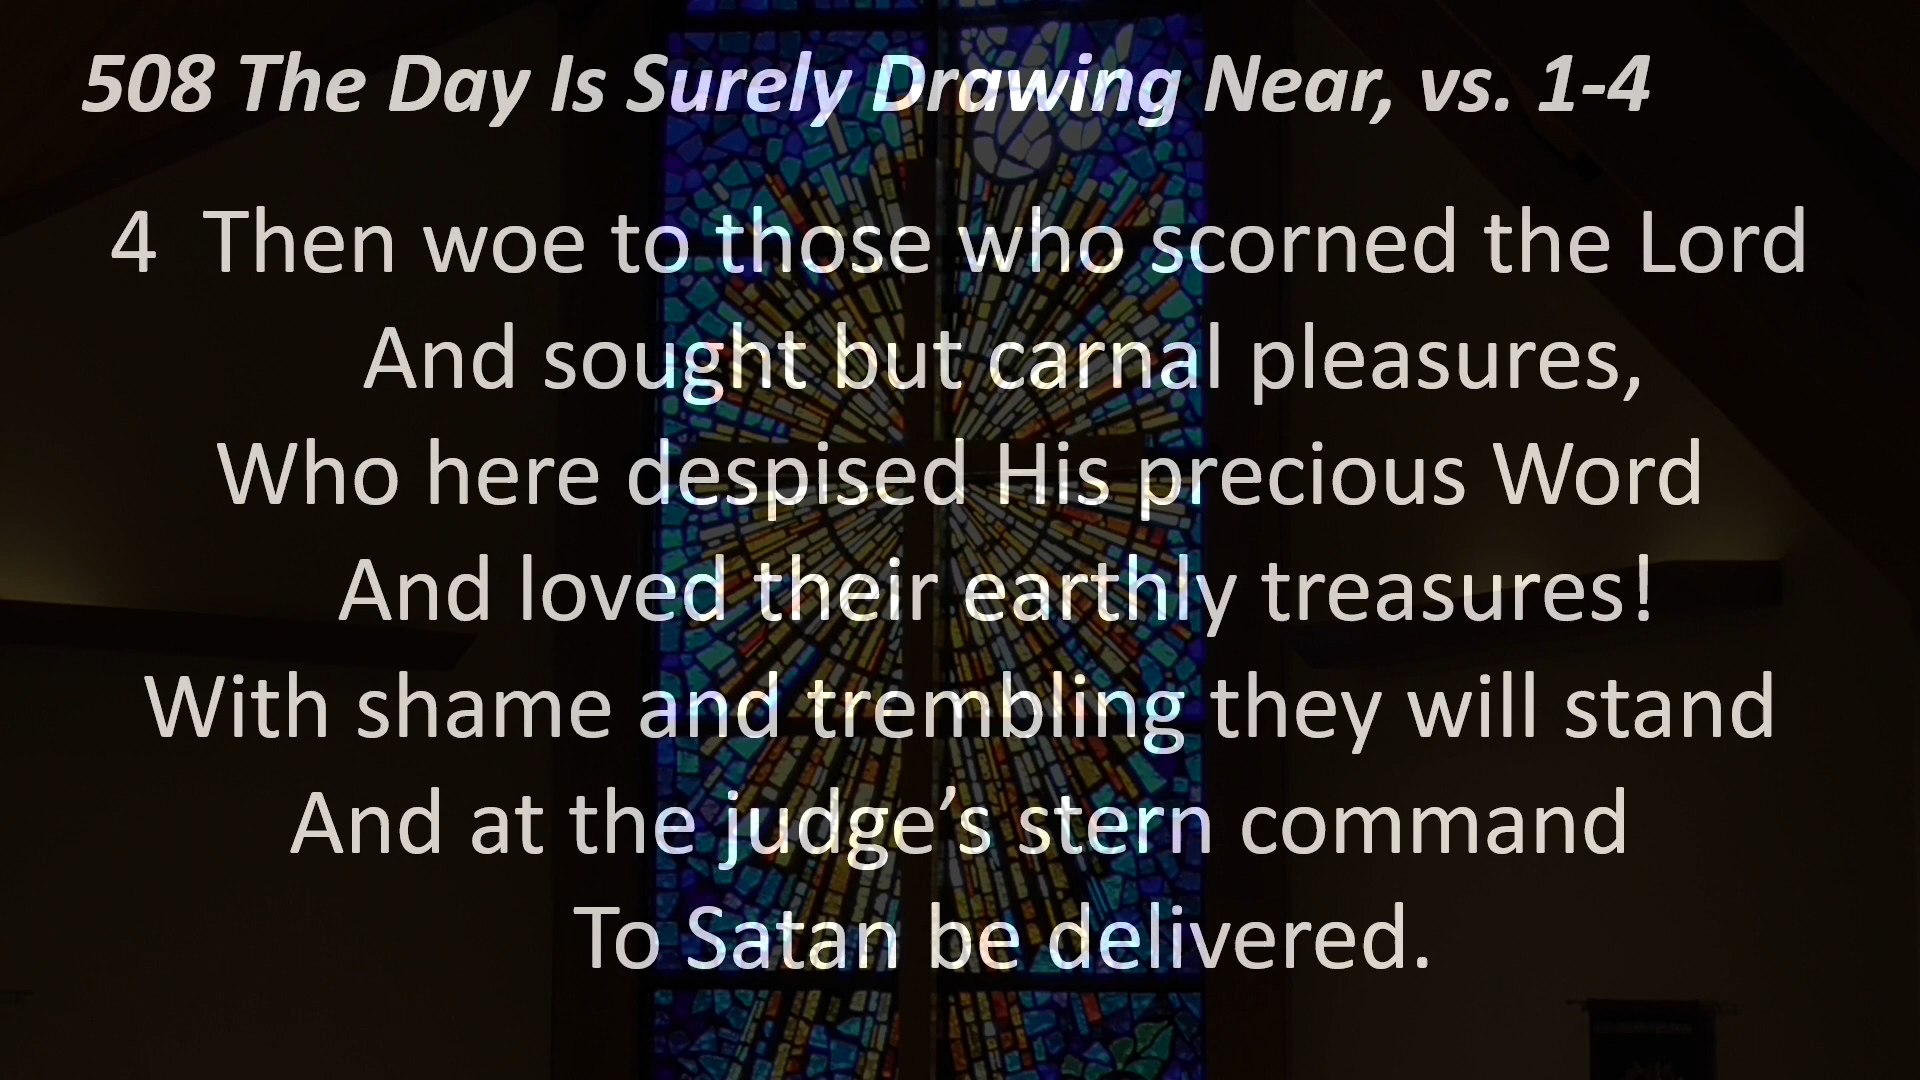 508 The Day Is Surely Drawing Near, vs. 1-4
4 Then woe to those who scorned the Lord
And sought but carnal pleasures,
Who here despised His precious Word
And loved their earthly treasures!
With shame and trembling they will stand
And at the judge’s stern command
To Satan be delivered.